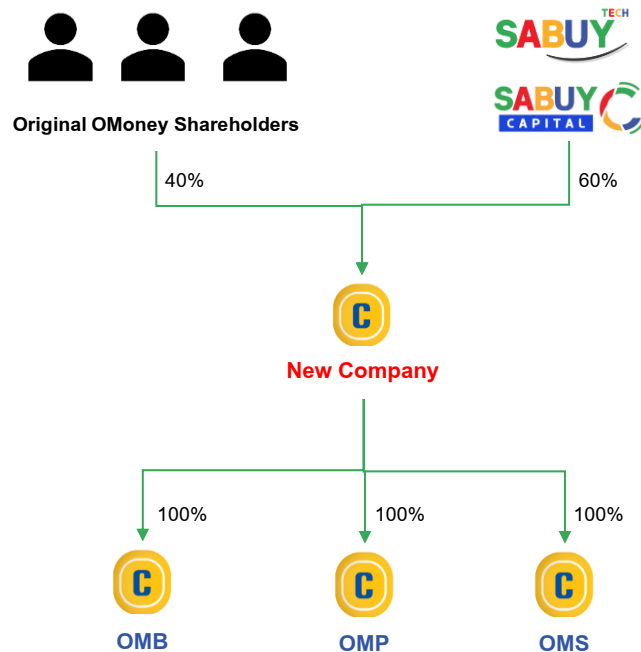 TECH
SABUY
SABUY
CAPITAL
Original OMoney Shareholders
40%
60%
C
New Company
100%
100%
100%
C
C
C
OMB
OMP
OMS